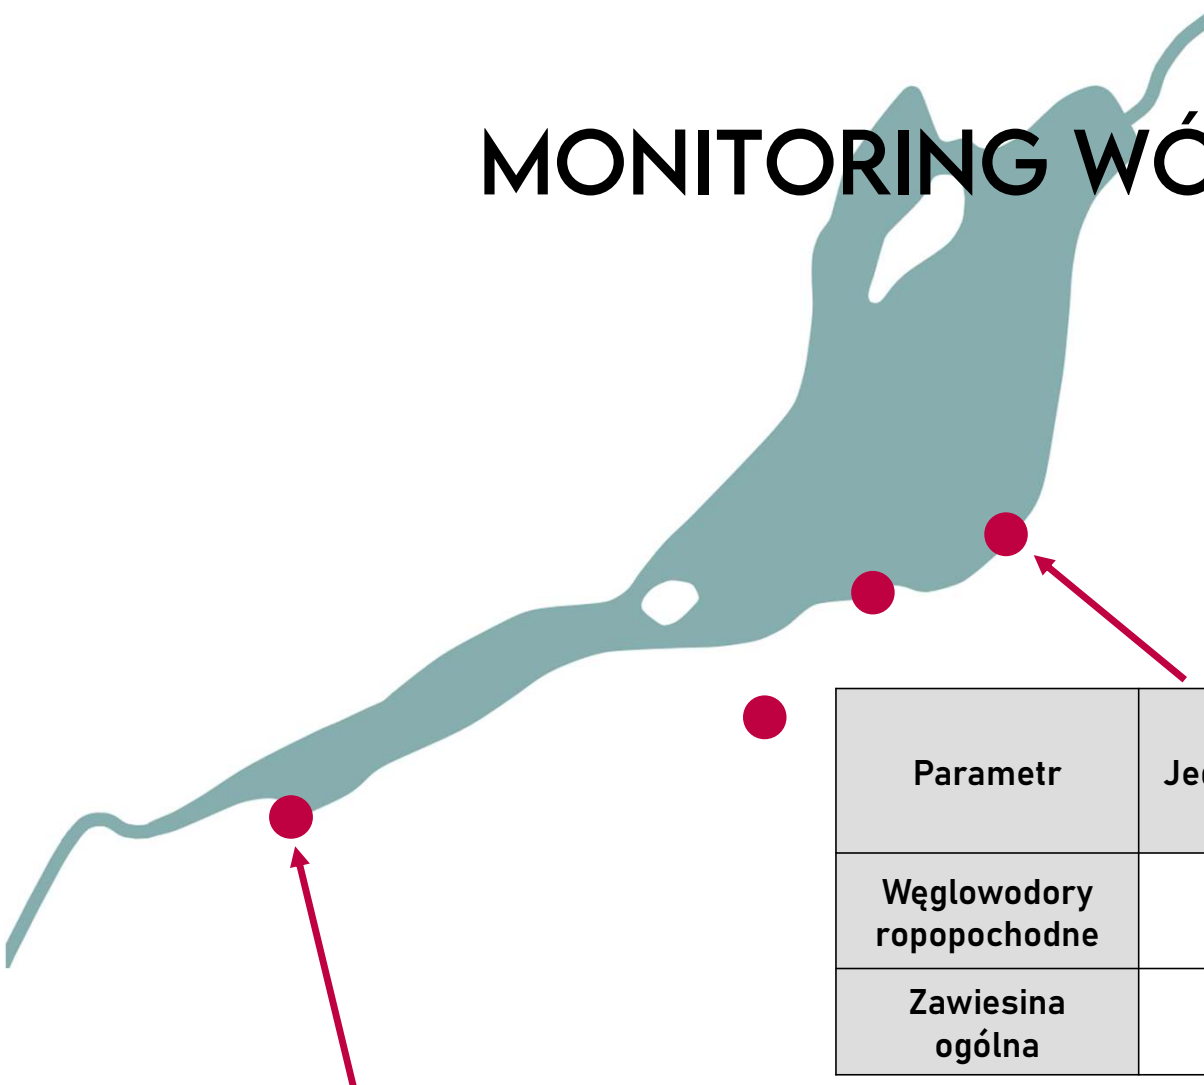 MONITORING WÓ
Parametr
Węglowodory
ropopochodne
Zawiesina
ogólna